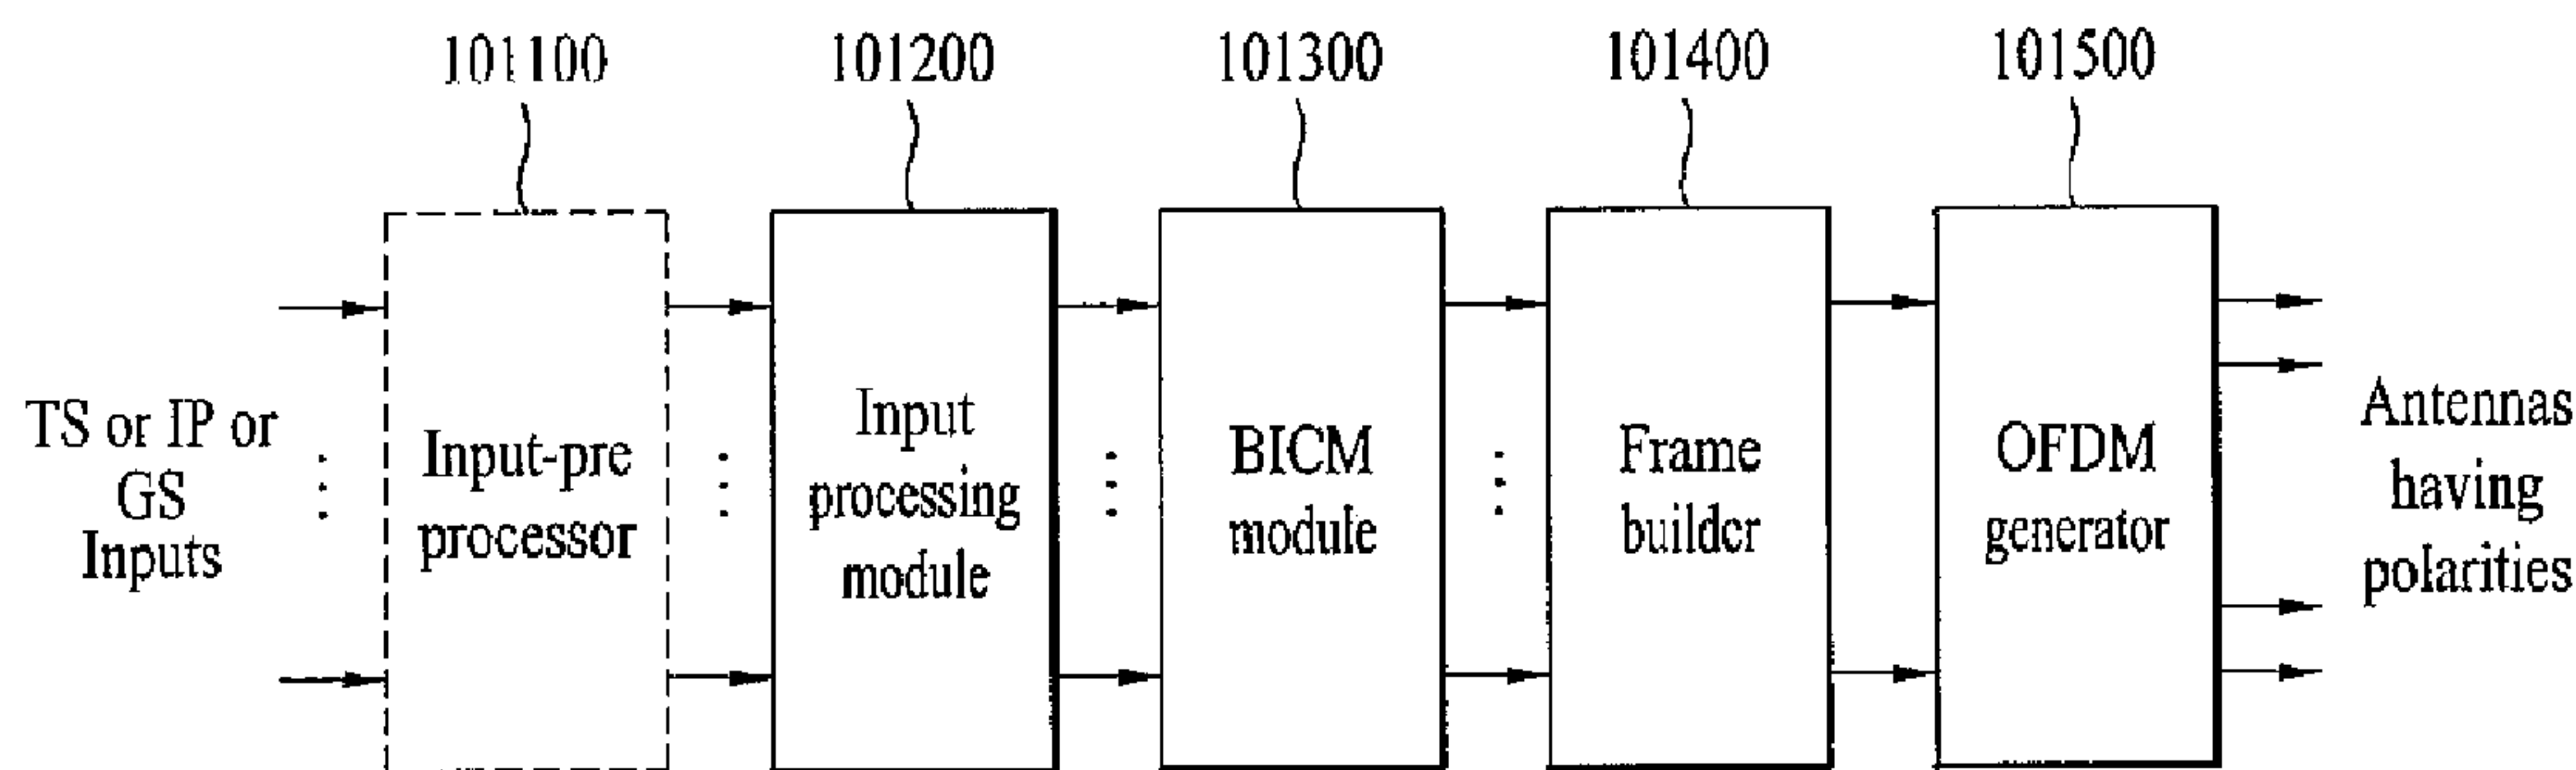 101100
101200
101300
101400
101500
TS or IP or
GS
Inputs
Input-pre
processor
Input
processing
module
BICM
module
Frame
builder
OFDM
generator
Antennas
having
polarities